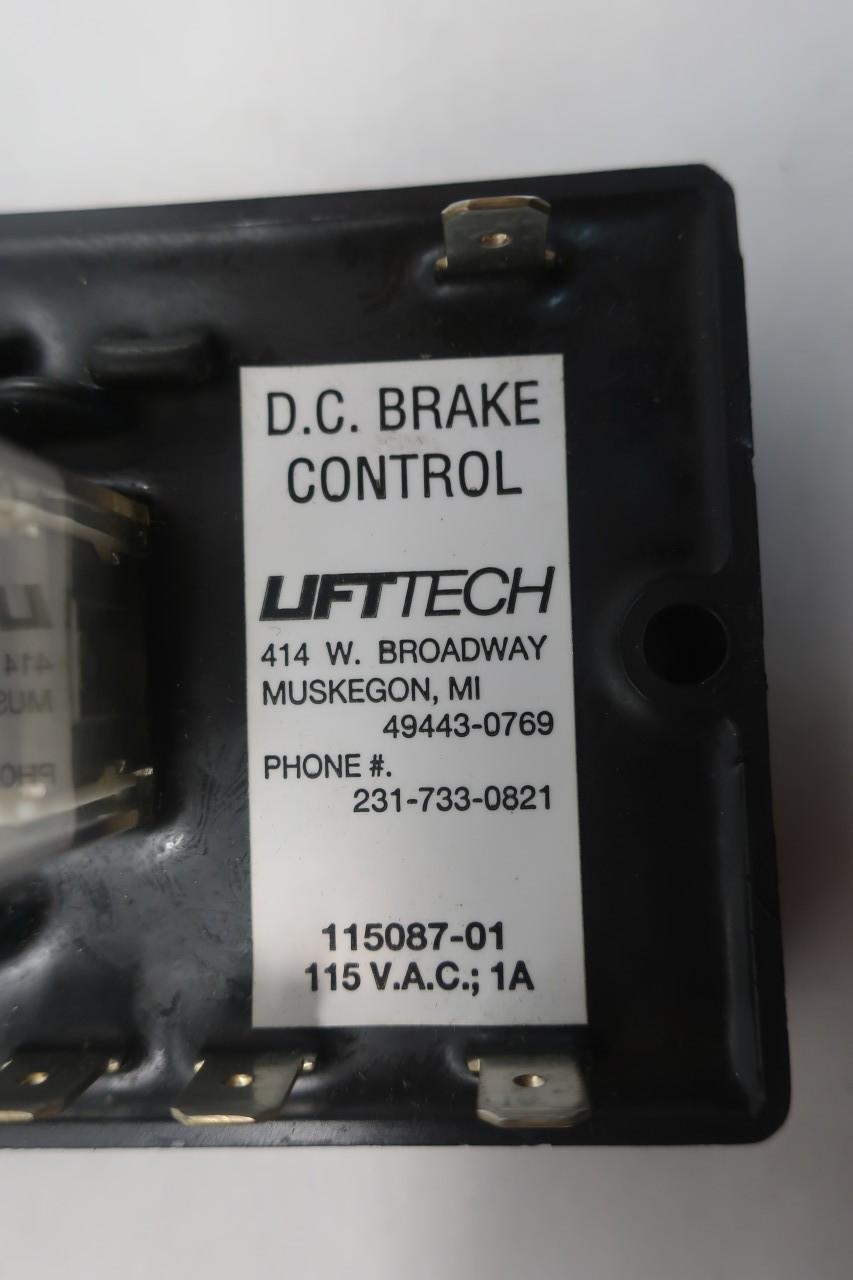 D.C. BRAKE
CONTROL
LIFTTECH
414 W. BROADWAY
MUSKEGON, MI
49443-0769
PHONE #.
231-733-0821
115087-01
115 V.A.C.; 1A